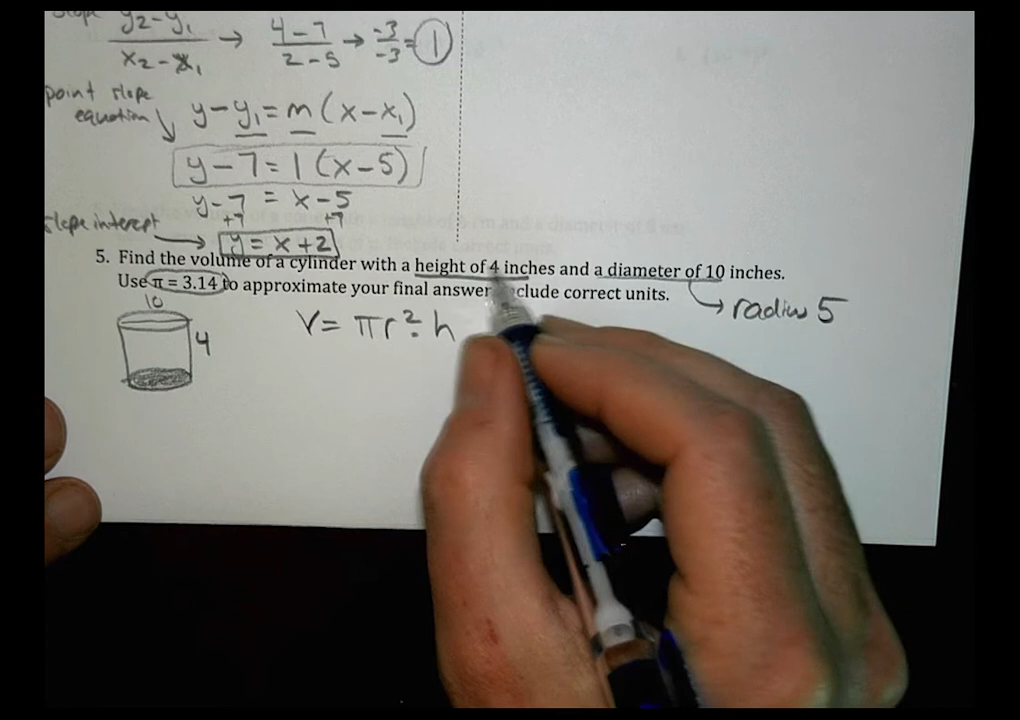 slope y2-y1 / x2-x1 → 4-7 / 2-5 → -3 / -3 = 1
point slope
equation
y-y1=m(x-x1)
y-7=1(x-5)
y-7 = x-5
+7 +7
slope intercept → y=x+2
5. Find the volume of a cylinder with a height of 4 inches and a diameter of 10 inches.
Use π = 3.14 to approximate your final answer clude correct units.
→ radius 5
10
4
V= πr²·h